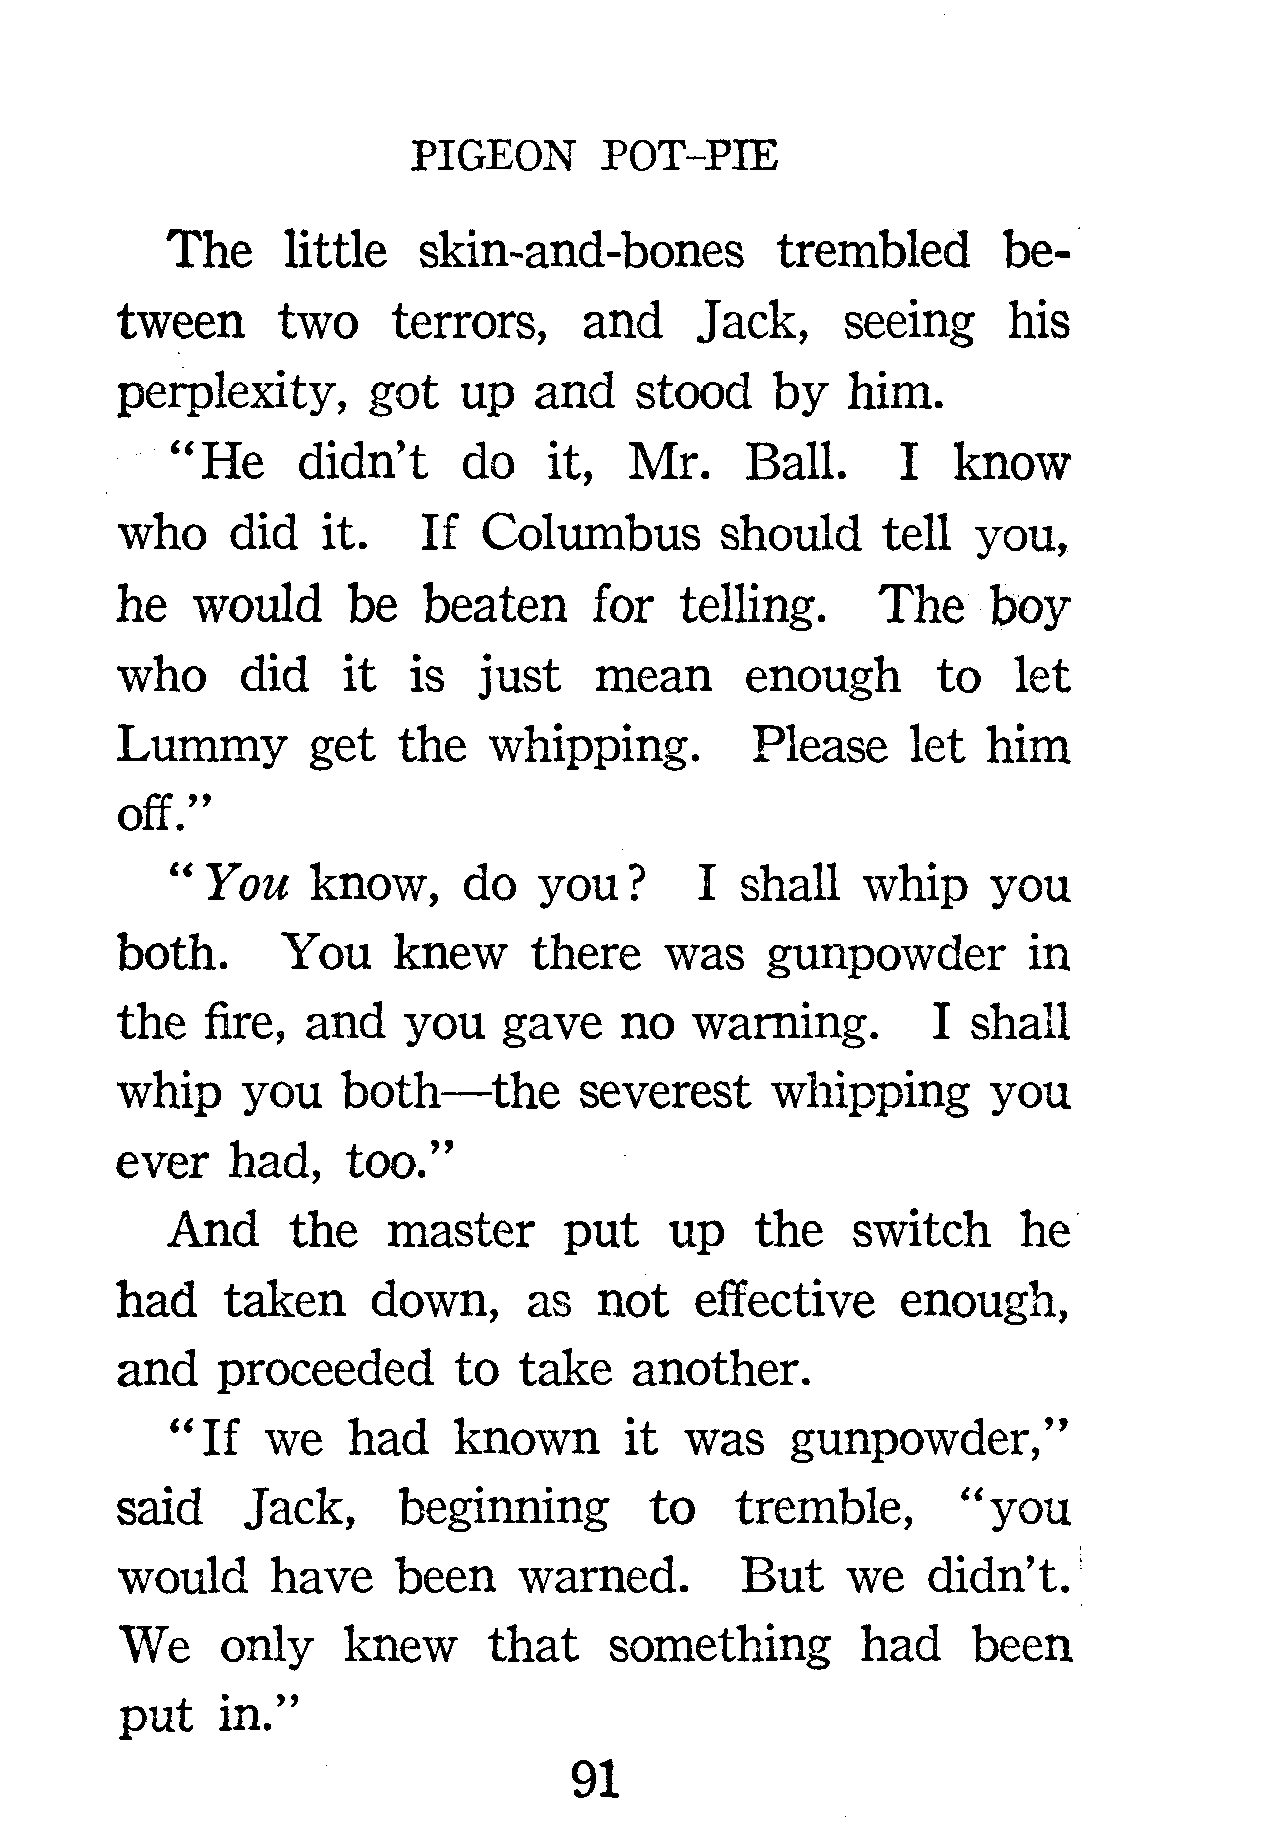 PIGEON POT-PIE
The little skin-and-bones trembled be-
tween two terrors, and Jack, seeing his
perplexity, got up and stood by him.
“He didn’t do it, Mr. Ball. I know
who did it. If Columbus should tell you,
he would be beaten for telling. The boy
who did it is just mean enough to let
Lummy get the whipping. Please let him
off.”
“You know, do you? I shall whip you
both. You knew there was gunpowder in
the fire, and you gave no warning. I shall
whip you both—the severest whipping you
ever had, too.”
And the master put up the switch he
had taken down, as not effective enough,
and proceeded to take another.
“If we had known it was gunpowder,”
said Jack, beginning to tremble, “you
would have been warned. But we didn’t.
We only knew that something had been
put in.”
91